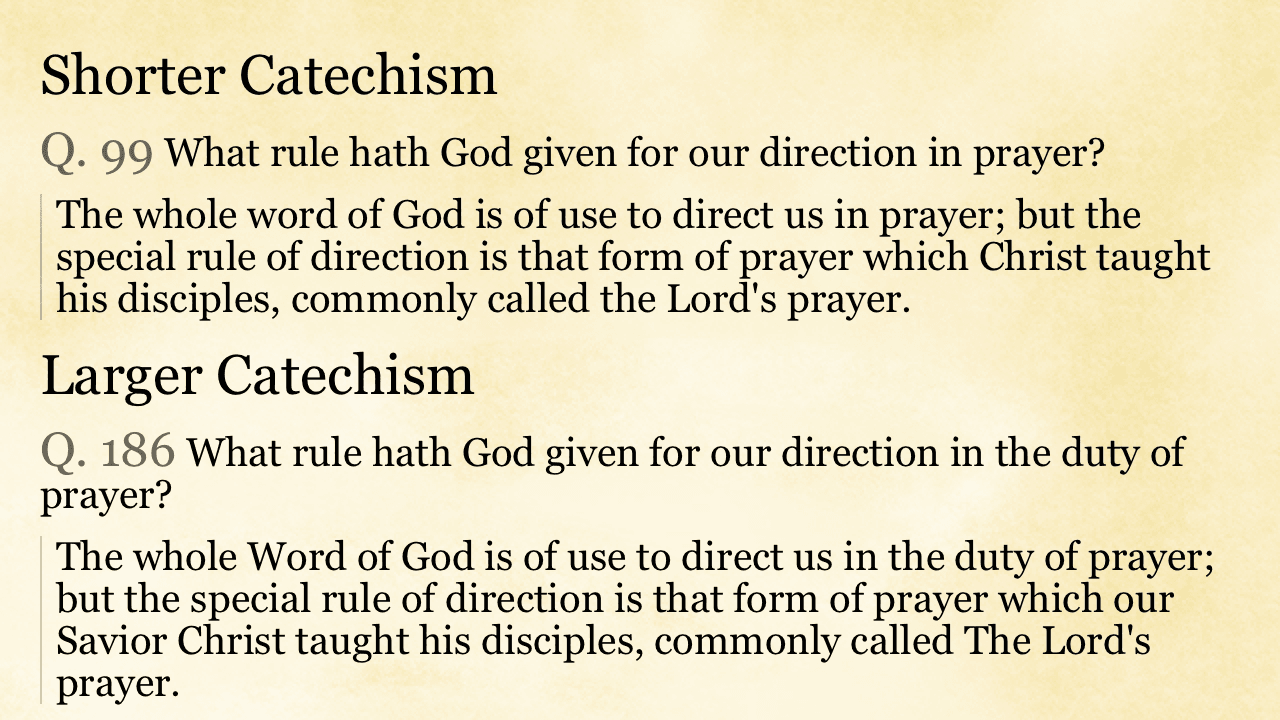 Shorter Catechism
Q. 99 What rule hath God given for our direction in prayer?
The whole word of God is of use to direct us in prayer; but the
special rule of direction is that form of prayer which Christ taught
his disciples, commonly called the Lord's prayer.
Larger Catechism
Q. 186 What rule hath God given for our direction in the duty of
prayer?
The whole Word of God is of use to direct us in the duty of prayer;
but the special rule of direction is that form of prayer which our
Savior Christ taught his disciples, commonly called The Lord's
prayer.